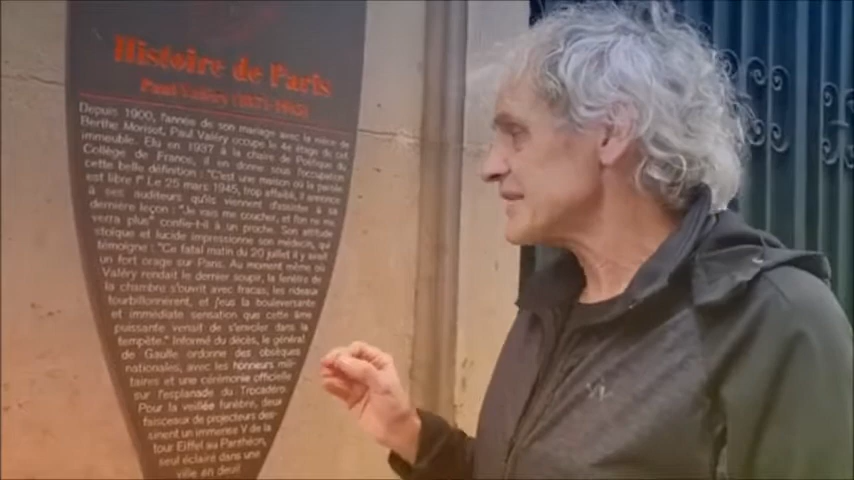 Histoire de Paris
Paul Valéry (1871-1945)
Depuis 1900, l'année de son mariage avec la nièce de
Berthe Morisot, Paul Valéry occupe le 4e étage de cet
immeuble. Élu en 1937 à la chaire de Poétique du
Collège de France, il en donne sous l'occupation
cette belle définition : "C'est une maison où la parole
est libre !" Le 25 mars 1945, trop affaibli, il annonce
à ses auditeurs qu'ils viennent d'assister à sa
dernière leçon : "Je vais me coucher, et l'on ne me
verra plus" confie-t-il à un proche. Son attitude
stoïque et lucide impressionne son médecin, qui
témoigne : "Ce fatal matin du 20 juillet il y avait
un fort orage sur Paris. Au moment même où
Valéry rendait le dernier soupir, la fenêtre de
la chambre s'ouvrit avec fracas, les rideaux
tourbillonnèrent, et j'eus la bouleversante
et immédiate sensation que cette âme
puissante venait de s'envoler dans la
tempête." Informé du décès, le général
de Gaulle ordonne des obsèques
nationales, avec les honneurs mili-
taires et une cérémonie officielle
sur l'esplanade du Trocadéro.
Pour la veillée funèbre, deux
faisceaux de projecteurs des-
sinent un immense V de la
tour Eiffel au Panthéon,
seul éclairé dans une
ville en deuil